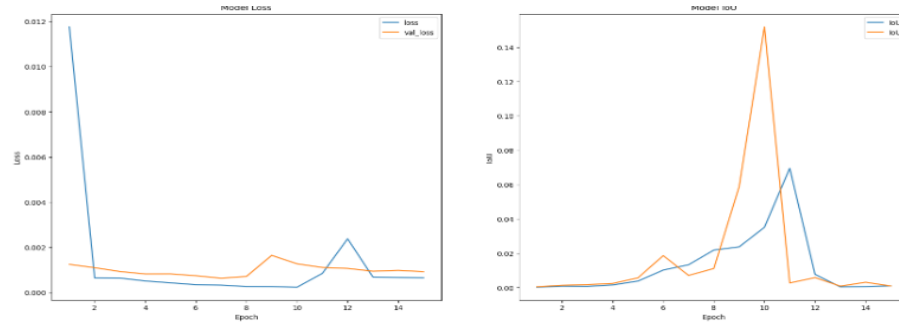 Model Loss
loss
val_loss
0.012
0.010
0.008
0.006
0.004
0.002
0.000
Loss
2
4
6
8
10
12
14
Epoch
Model IoU
IoU
IoU
0.14
0.12
0.10
0.08
0.06
0.04
0.02
0.00
IoU
2
4
6
8
10
12
14
Epoch